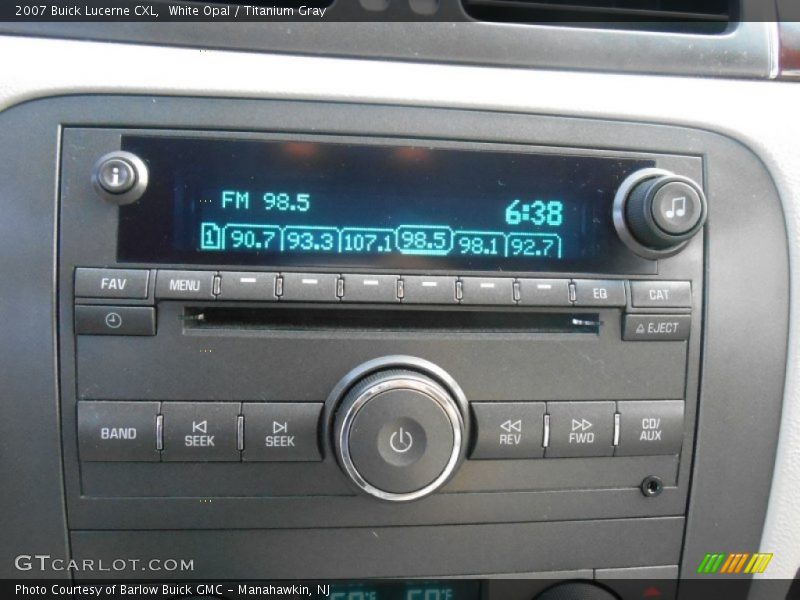 2007 Buick Lucerne CXL, White Opal / Titanium Gray
i
FM 98.5 6:38
1 90.7 93.3 107.1 98.5 98.1 92.7
FAV MENU EQ CAT
EJECT
BAND SEEK SEEK REV FWD CD/AUX
GTCARLOT.COM
Photo Courtesy of Barlow Buick GMC - Manahawkin, NJ